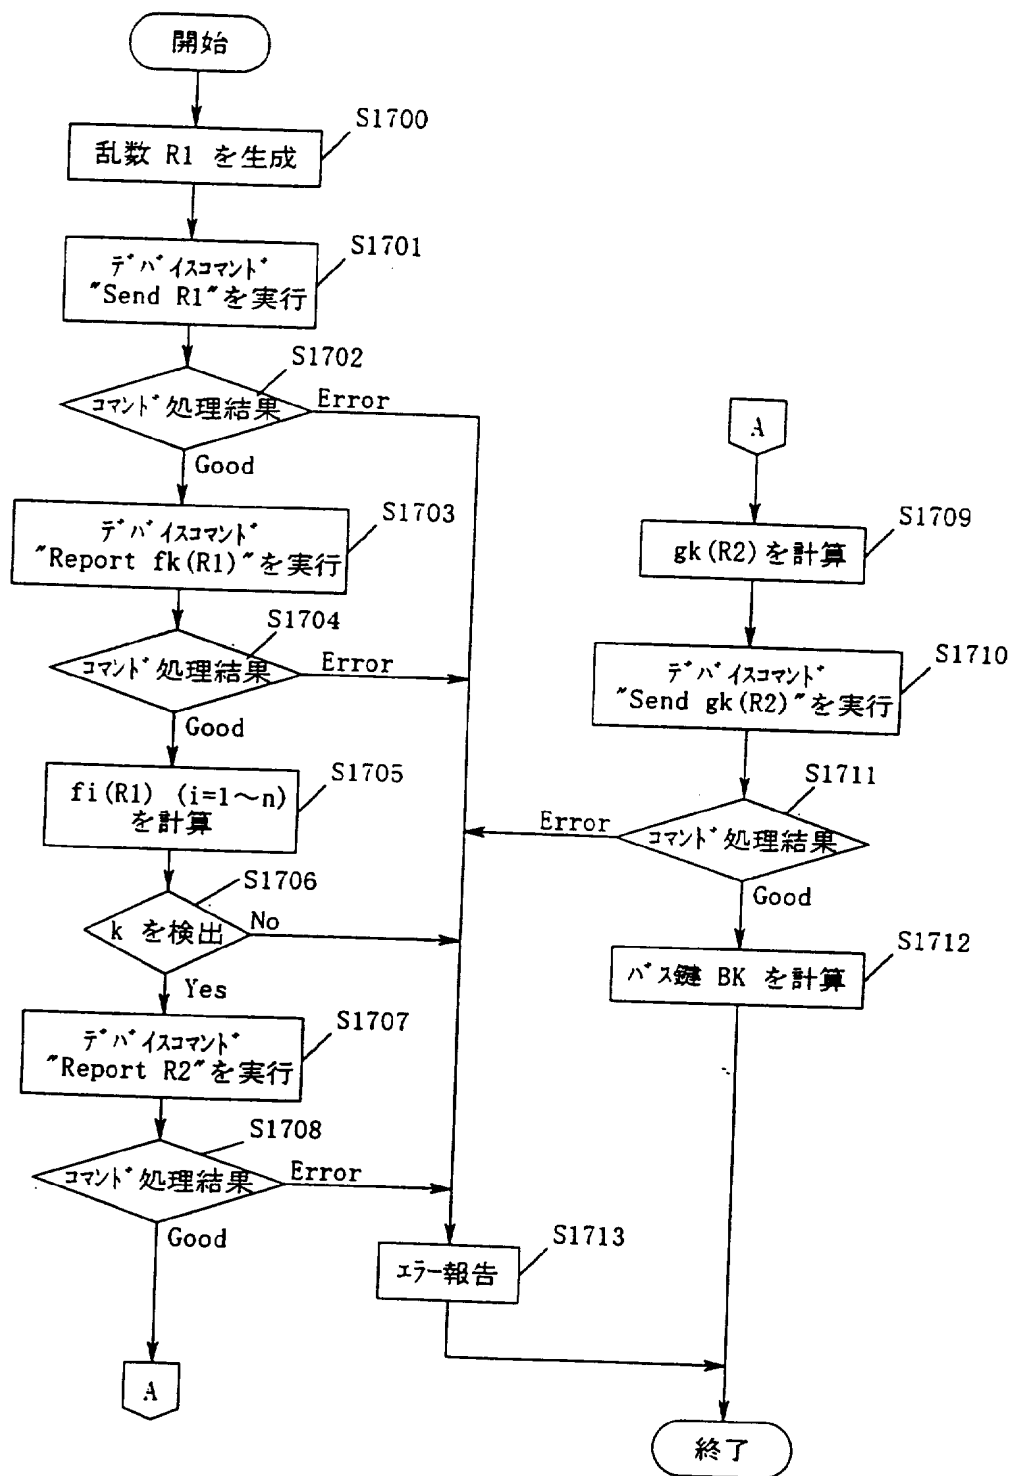 開始
S1700
乱数 R1 を生成
S1701
デバイスコマンド
"Send R1"を実行
S1702
コマンド処理結果
Error
Good
S1703
デバイスコマンド
"Report fk(R1)"を実行
S1704
コマンド処理結果
Error
Good
S1705
fi(R1) (i=1～n)
を計算
S1706
k を検出
No
Yes
S1707
デバイスコマンド
"Report R2"を実行
S1708
コマンド処理結果
Error
Good
A
A
S1709
gk(R2)を計算
S1710
デバイスコマンド
"Send gk(R2)"を実行
S1711
Error
コマンド処理結果
Good
S1712
バス鍵 BK を計算
S1713
エラー報告
終了